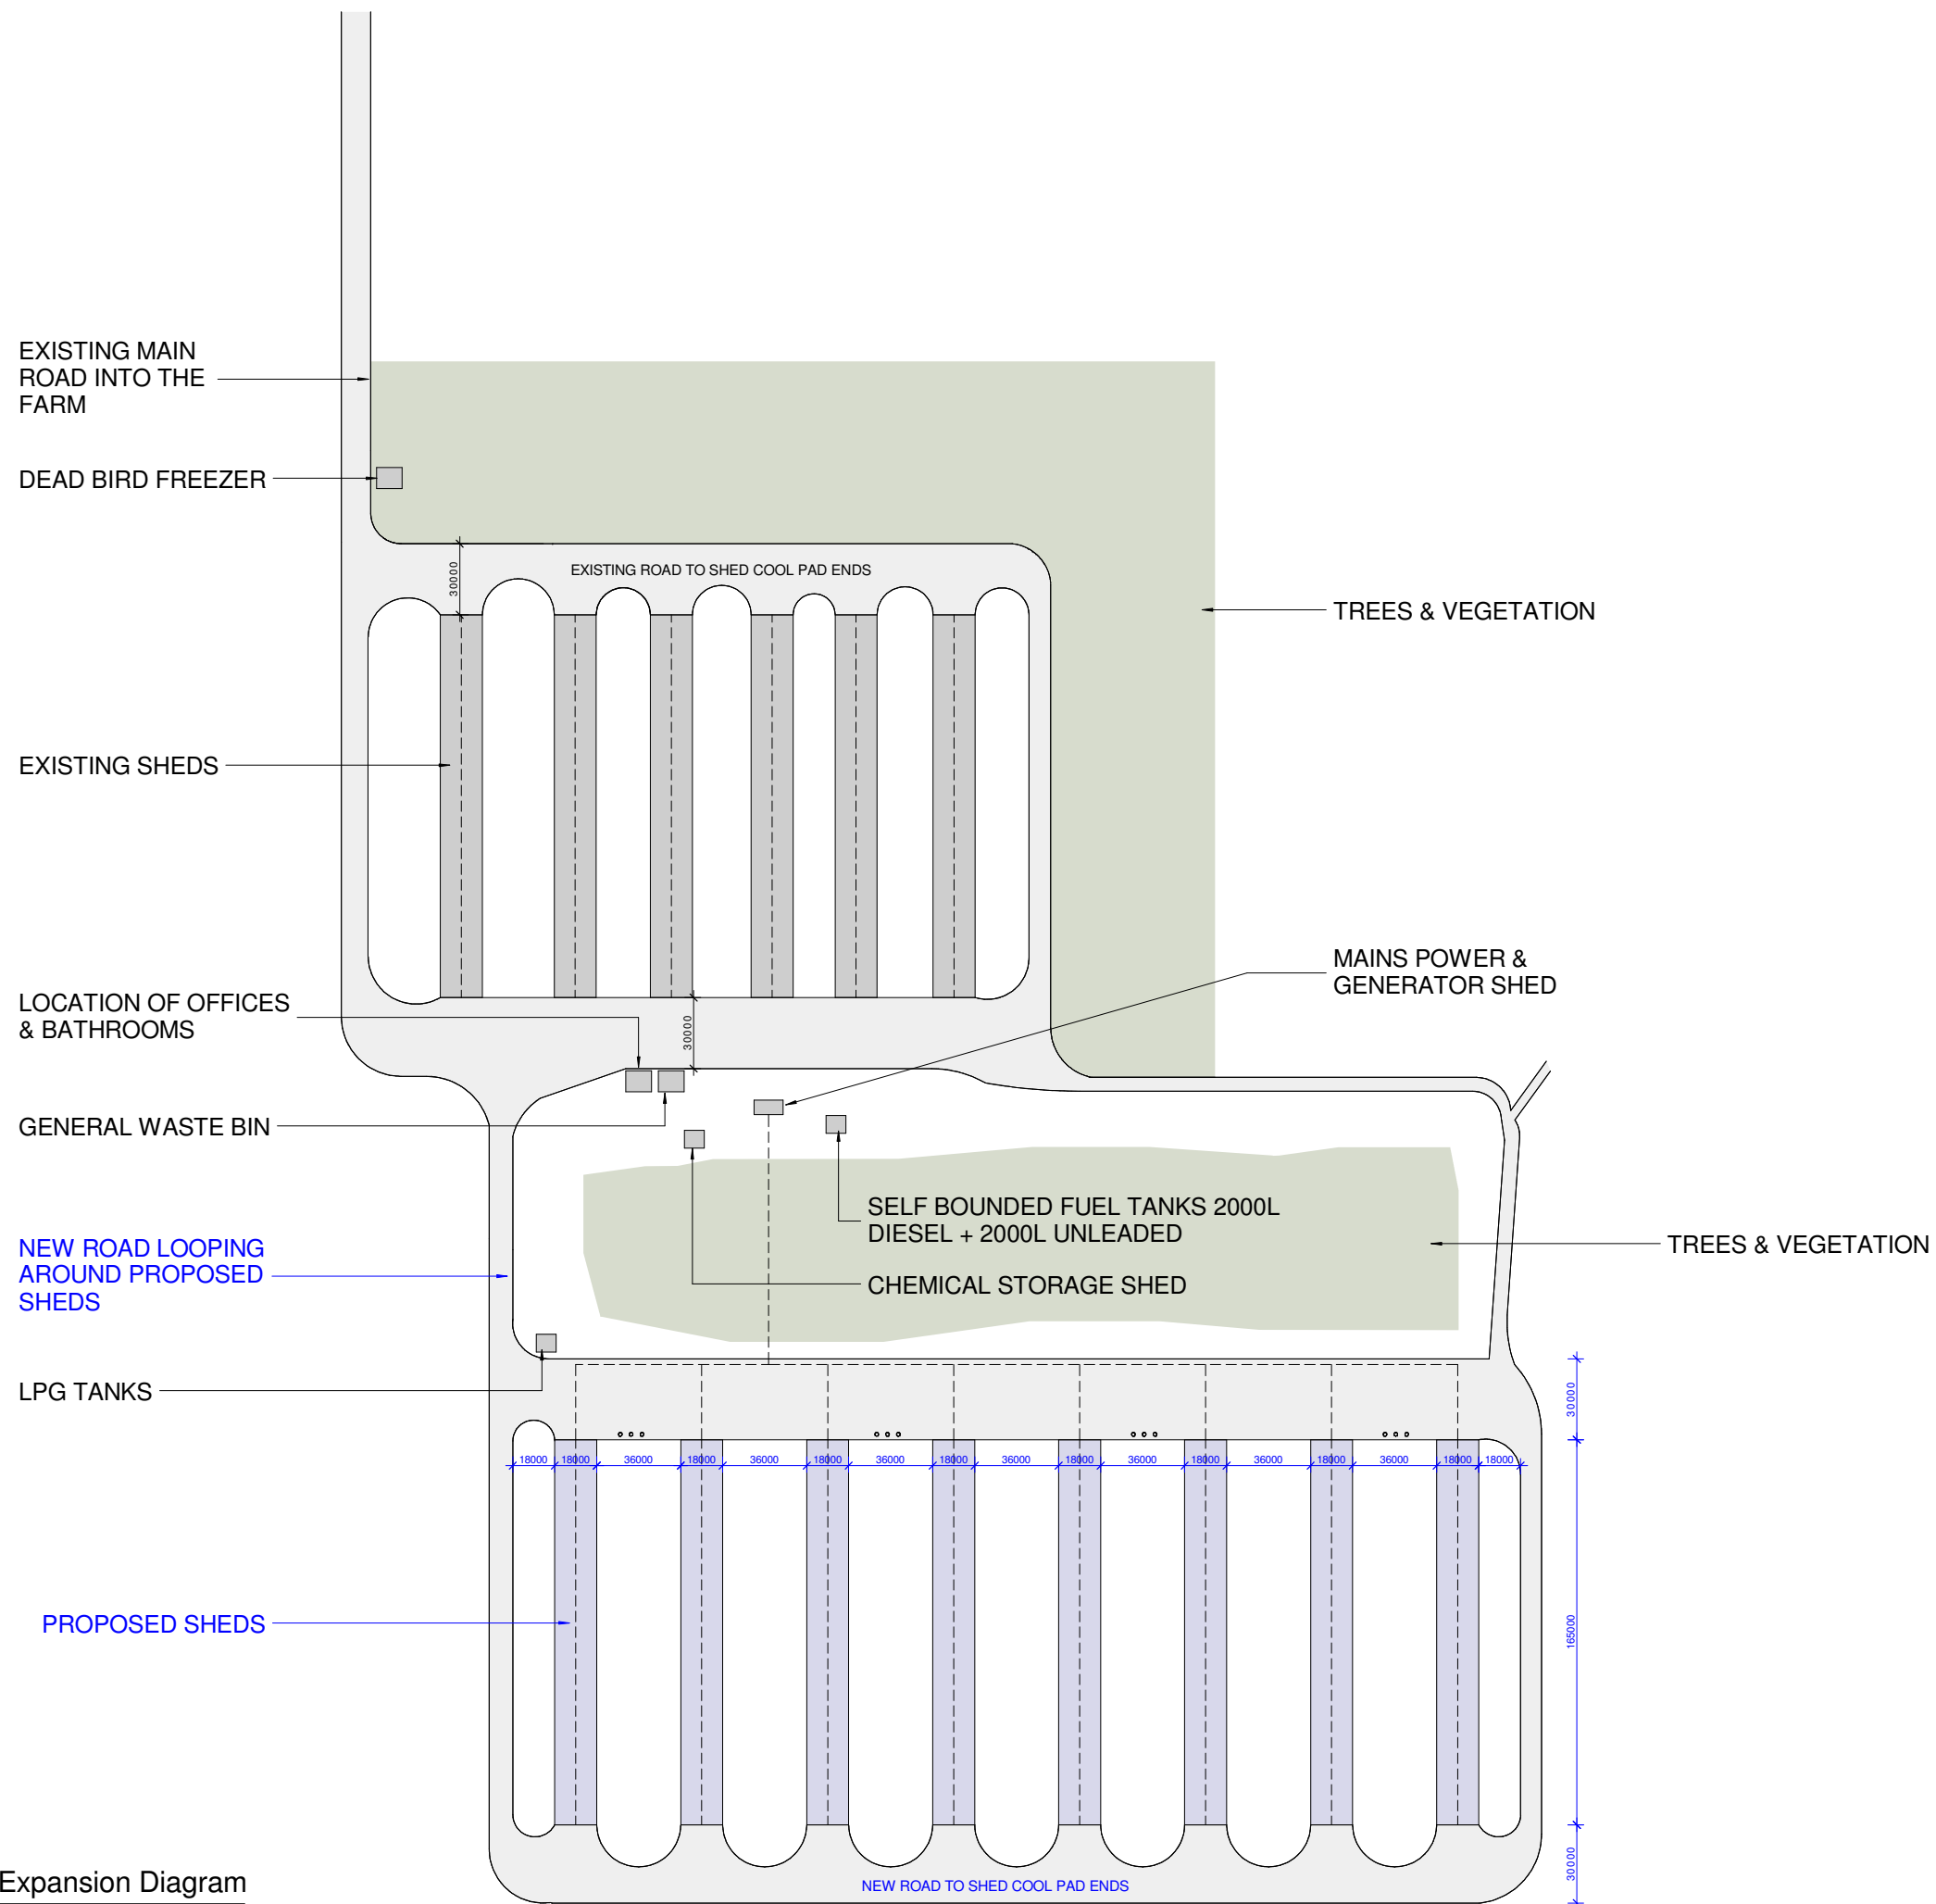 EXISTING MAIN
ROAD INTO THE
FARM
DEAD BIRD FREEZER
30000
EXISTING ROAD TO SHED COOL PAD ENDS
TREES & VEGETATION
EXISTING SHEDS
MAINS POWER &
GENERATOR SHED
LOCATION OF OFFICES
& BATHROOMS
30000
GENERAL WASTE BIN
SELF BOUNDED FUEL TANKS 2000L
DIESEL + 2000L UNLEADED
NEW ROAD LOOPING
AROUND PROPOSED
SHEDS
TREES & VEGETATION
CHEMICAL STORAGE SHED
LPG TANKS
30000
18000 18000 36000 18000 36000 18000 36000 18000 36000 18000 36000 18000 36000 18000 36000 18000 18000
165000
PROPOSED SHEDS
30000
Expansion Diagram
NEW ROAD TO SHED COOL PAD ENDS